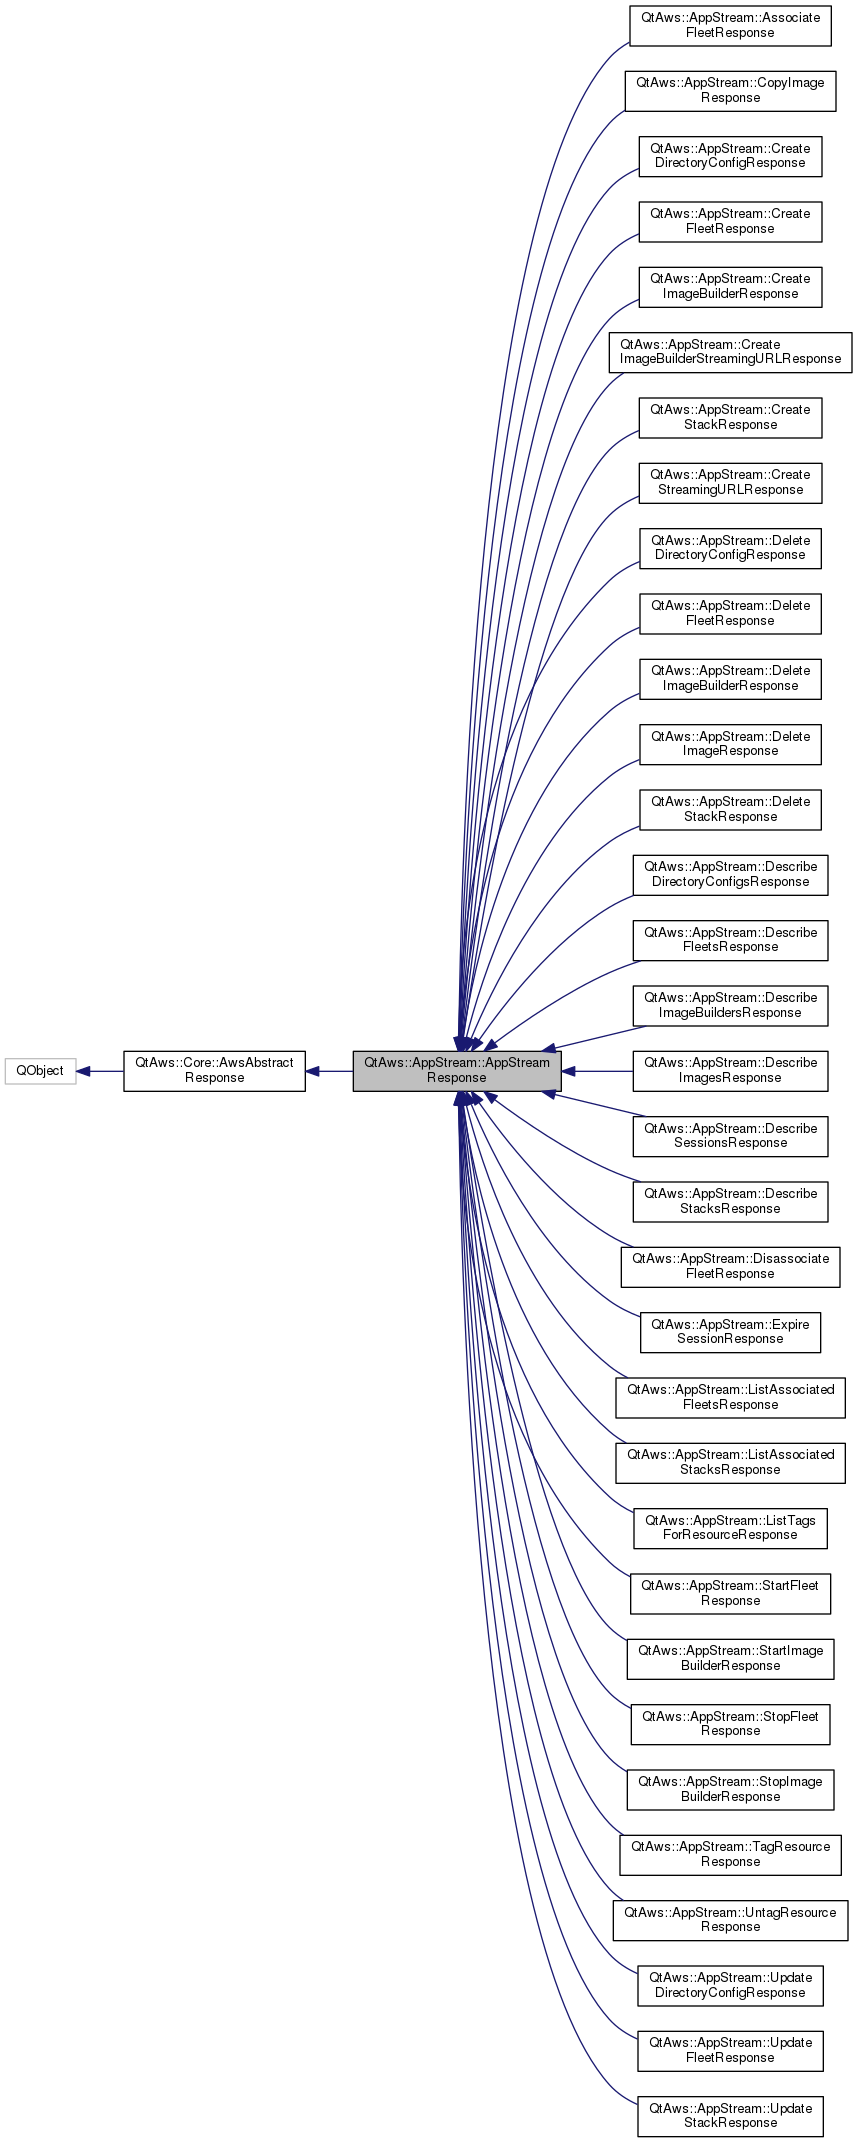 QtAws::AppStream::Associate
FleetResponse
QtAws::AppStream::CopyImage
Response
QtAws::AppStream::Create
DirectoryConfigResponse
QtAws::AppStream::Create
FleetResponse
QtAws::AppStream::Create
ImageBuilderResponse
QtAws::AppStream::Create
ImageBuilderStreamingURLResponse
QtAws::AppStream::Create
StackResponse
QtAws::AppStream::Create
StreamingURLResponse
QtAws::AppStream::Delete
DirectoryConfigResponse
QtAws::AppStream::Delete
FleetResponse
QtAws::AppStream::Delete
ImageBuilderResponse
QtAws::AppStream::Delete
ImageResponse
QtAws::AppStream::Delete
StackResponse
QtAws::AppStream::Describe
DirectoryConfigsResponse
QtAws::AppStream::Describe
FleetsResponse
QtAws::AppStream::Describe
ImageBuildersResponse
QObject
QtAws::Core::AwsAbstract
Response
QtAws::AppStream::AppStream
Response
QtAws::AppStream::Describe
ImagesResponse
QtAws::AppStream::Describe
SessionsResponse
QtAws::AppStream::Describe
StacksResponse
QtAws::AppStream::Disassociate
FleetResponse
QtAws::AppStream::Expire
SessionResponse
QtAws::AppStream::ListAssociated
FleetsResponse
QtAws::AppStream::ListAssociated
StacksResponse
QtAws::AppStream::ListTags
ForResourceResponse
QtAws::AppStream::StartFleet
Response
QtAws::AppStream::StartImage
BuilderResponse
QtAws::AppStream::StopFleet
Response
QtAws::AppStream::StopImage
BuilderResponse
QtAws::AppStream::TagResource
Response
QtAws::AppStream::UntagResource
Response
QtAws::AppStream::Update
DirectoryConfigResponse
QtAws::AppStream::Update
FleetResponse
QtAws::AppStream::Update
StackResponse